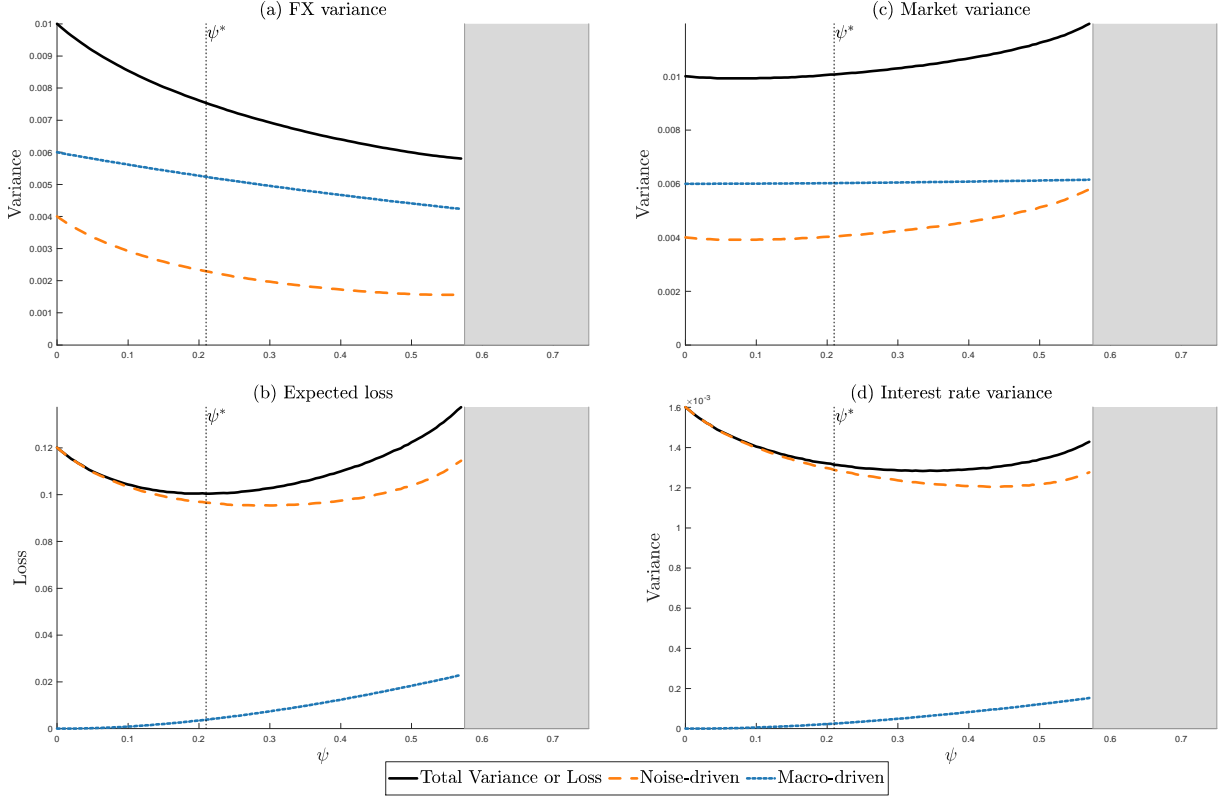 (a) FX variance
ψ*
Variance
0.01
0.009
0.008
0.007
0.006
0.005
0.004
0.003
0.002
0.001
0
0 0.1 0.2 0.3 0.4 0.5 0.6 0.7
(c) Market variance
ψ*
Variance
0.01
0.008
0.006
0.004
0.002
0 0.1 0.2 0.3 0.4 0.5 0.6 0.7
(b) Expected loss
ψ*
Loss
0.12
0.1
0.08
0.06
0.04
0.02
0
0 0.1 0.2 0.3 0.4 0.5 0.6 0.7
ψ
(d) Interest rate variance
×10⁻³
ψ*
Variance
1.6
1.4
1.2
1
0.8
0.6
0.4
0.2
0
0 0.1 0.2 0.3 0.4 0.5 0.6 0.7
ψ
Total Variance or Loss Noise-driven Macro-driven